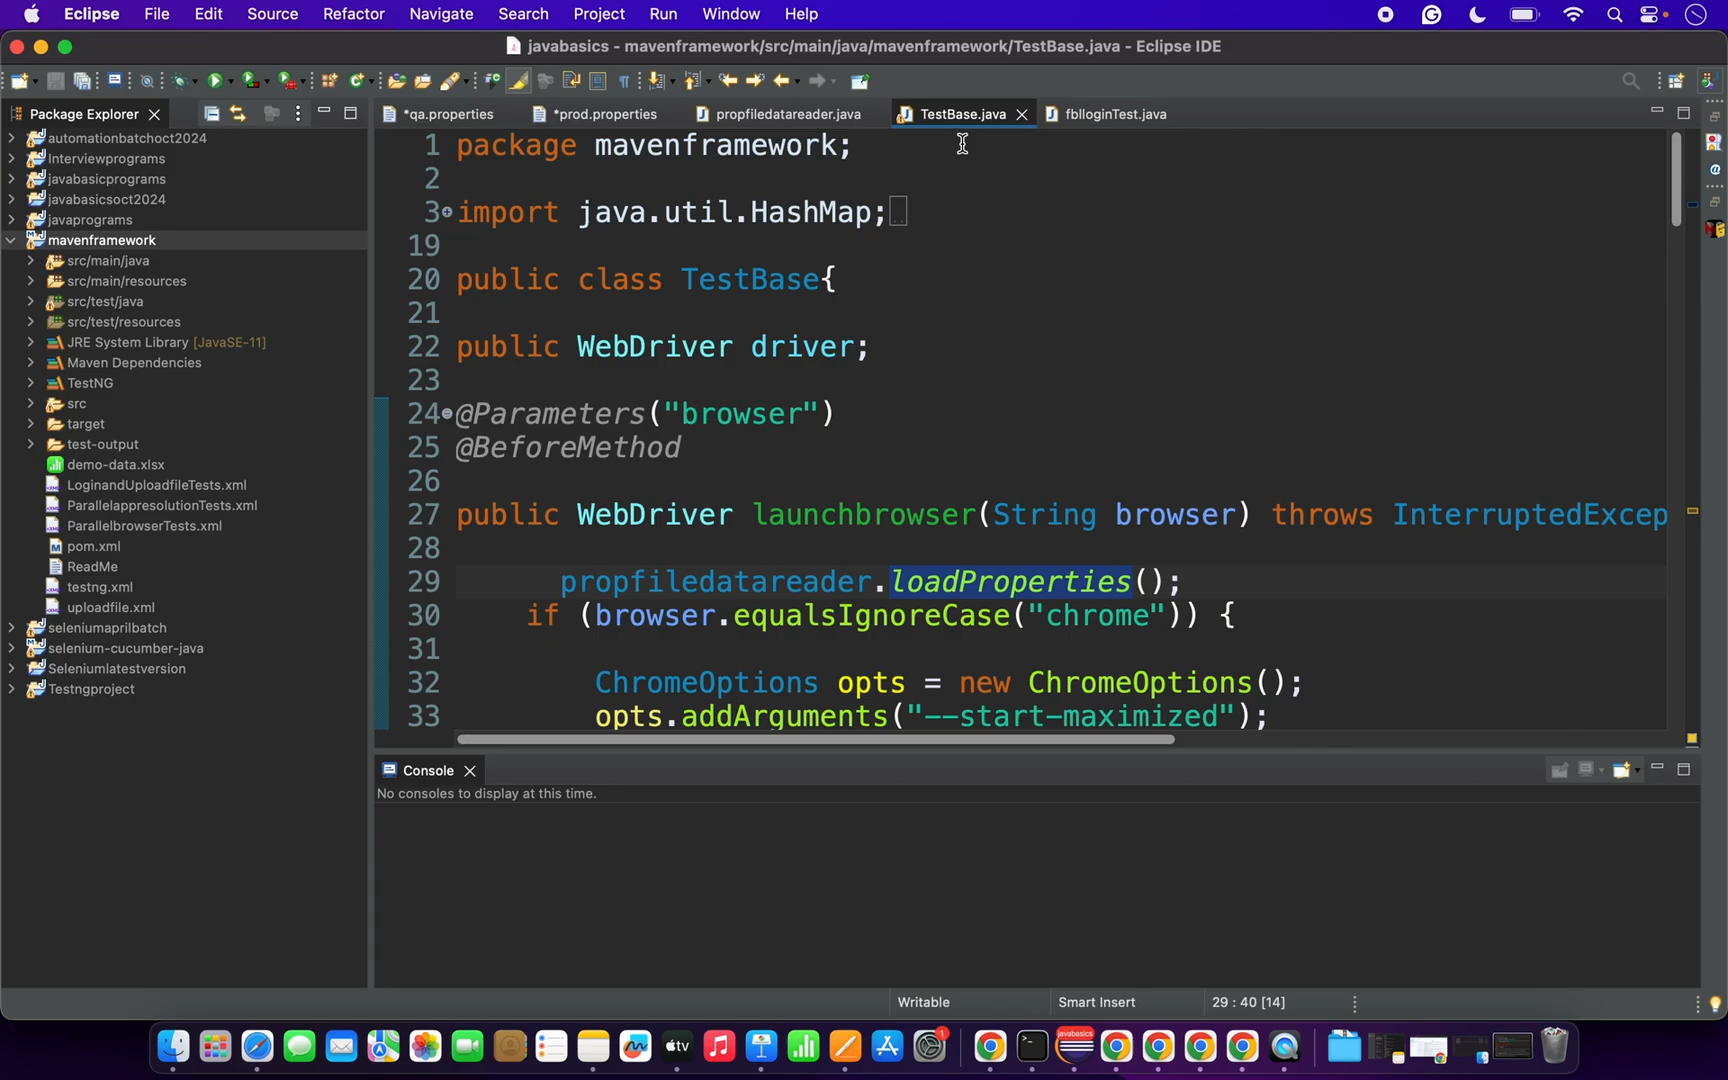 Eclipse File Edit Source Refactor Navigate Search Project Run Window Help
javabasics - mavenframework/src/main/java/mavenframework/TestBase.java - Eclipse IDE
Package Explorer
automationbatchoct2024
Interviewprograms
javabasicprograms
javabasicsoct2024
javaprograms
mavenframework
src/main/java
src/main/resources
src/test/java
src/test/resources
JRE System Library [JavaSE-11]
Maven Dependencies
TestNG
src
target
test-output
demo-data.xlsx
LoginandUploadfileTests.xml
ParallelappresolutionTests.xml
ParallelbrowserTests.xml
pom.xml
ReadMe
testng.xml
uploadfile.xml
seleniumaprilbatch
selenium-cucumber-java
Seleniumlatestversion
Testngproject
*qa.properties *prod.properties propfiledatareader.java TestBase.java fblloginTest.java
1 package mavenframework;
2
3 import java.util.HashMap;
19
20 public class TestBase{
21
22 public WebDriver driver;
23
24 @Parameters("browser")
25 @BeforeMethod
26
27 public WebDriver launchbrowser(String browser) throws InterruptedExcep
28
29 propfiledatareader.loadProperties();
30 if (browser.equalsIgnoreCase("chrome")) {
31
32 ChromeOptions opts = new ChromeOptions();
33 opts.addArguments("--start-maximized");
Console
No consoles to display at this time.
Writable Smart Insert 29 : 40 [14]
tv
javabasics
1